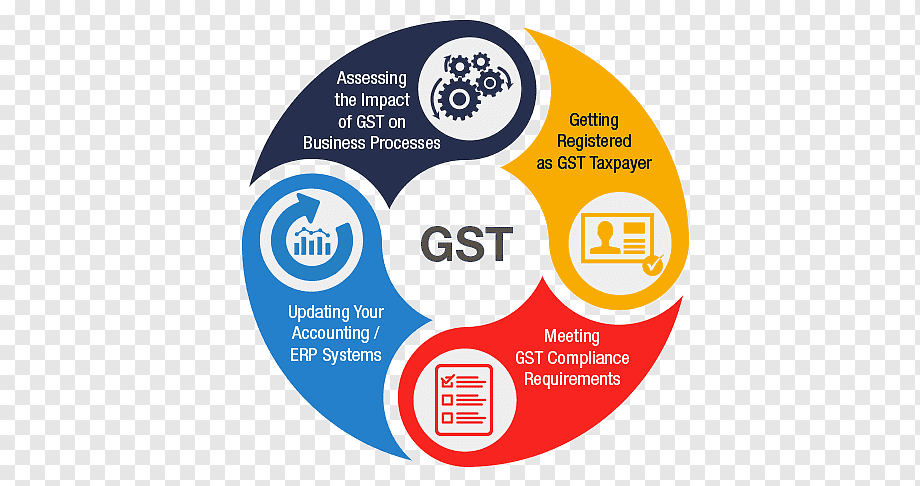 Assessing
the Impact
of GST on
Business Processes
Getting
Registered
as GST Taxpayer
GST
Updating Your
Accounting /
ERP Systems
Meeting
GST Compliance
Requirements